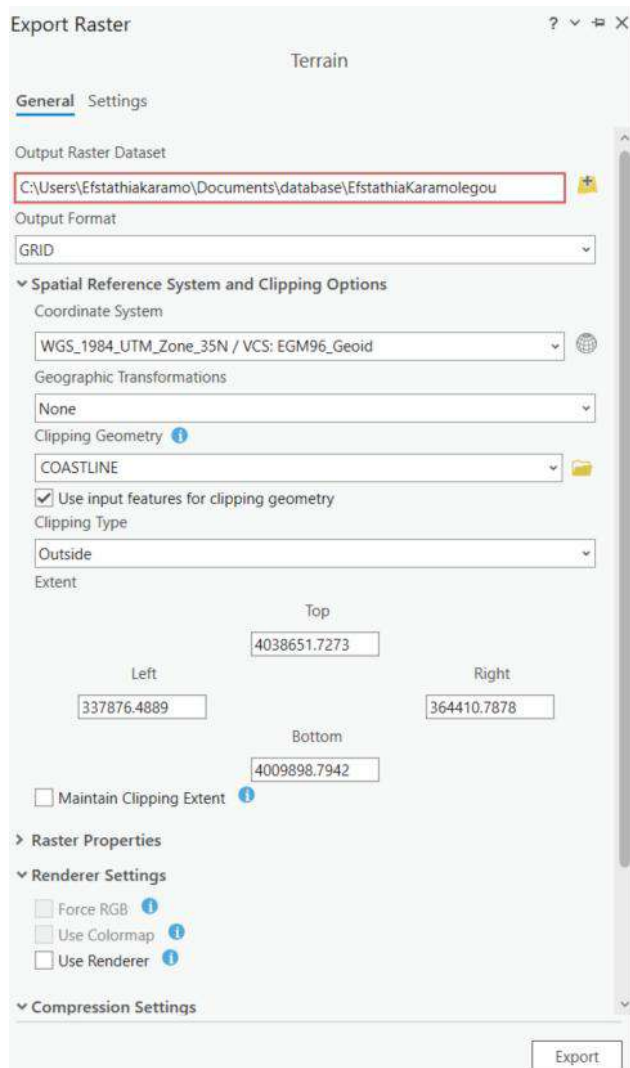 Export Raster
Terrain
General Settings
Output Raster Dataset
C:\Users\Efstathiakaramo\Documents\database\EfstathiaKaramolegou
Output Format
GRID
Spatial Reference System and Clipping Options
Coordinate System
WGS_1984_UTM_Zone_35N / VCS: EGM96_Geoid
Geographic Transformations
None
Clipping Geometry
COASTLINE
Use input features for clipping geometry
Clipping Type
Outside
Extent
Top
4038651.7273
Left Right
337876.4889 364410.7878
Bottom
4009898.7942
Maintain Clipping Extent
Raster Properties
Renderer Settings
Force RGB
Use Colormap
Use Renderer
Compression Settings
Export